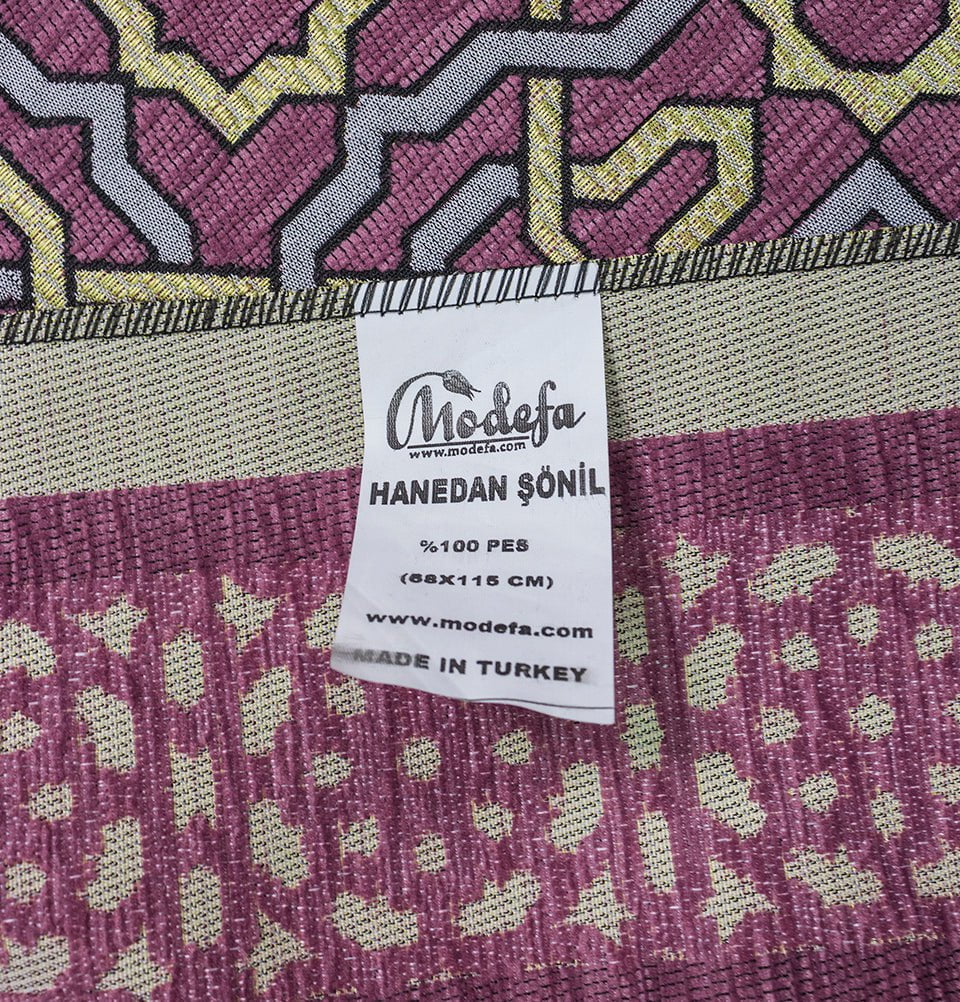 Modefa
www.modefa.com
HANEDAN ŞÖNİL
%100 PES
(68X115 CM)
www.modefa.com
MADE IN TURKEY